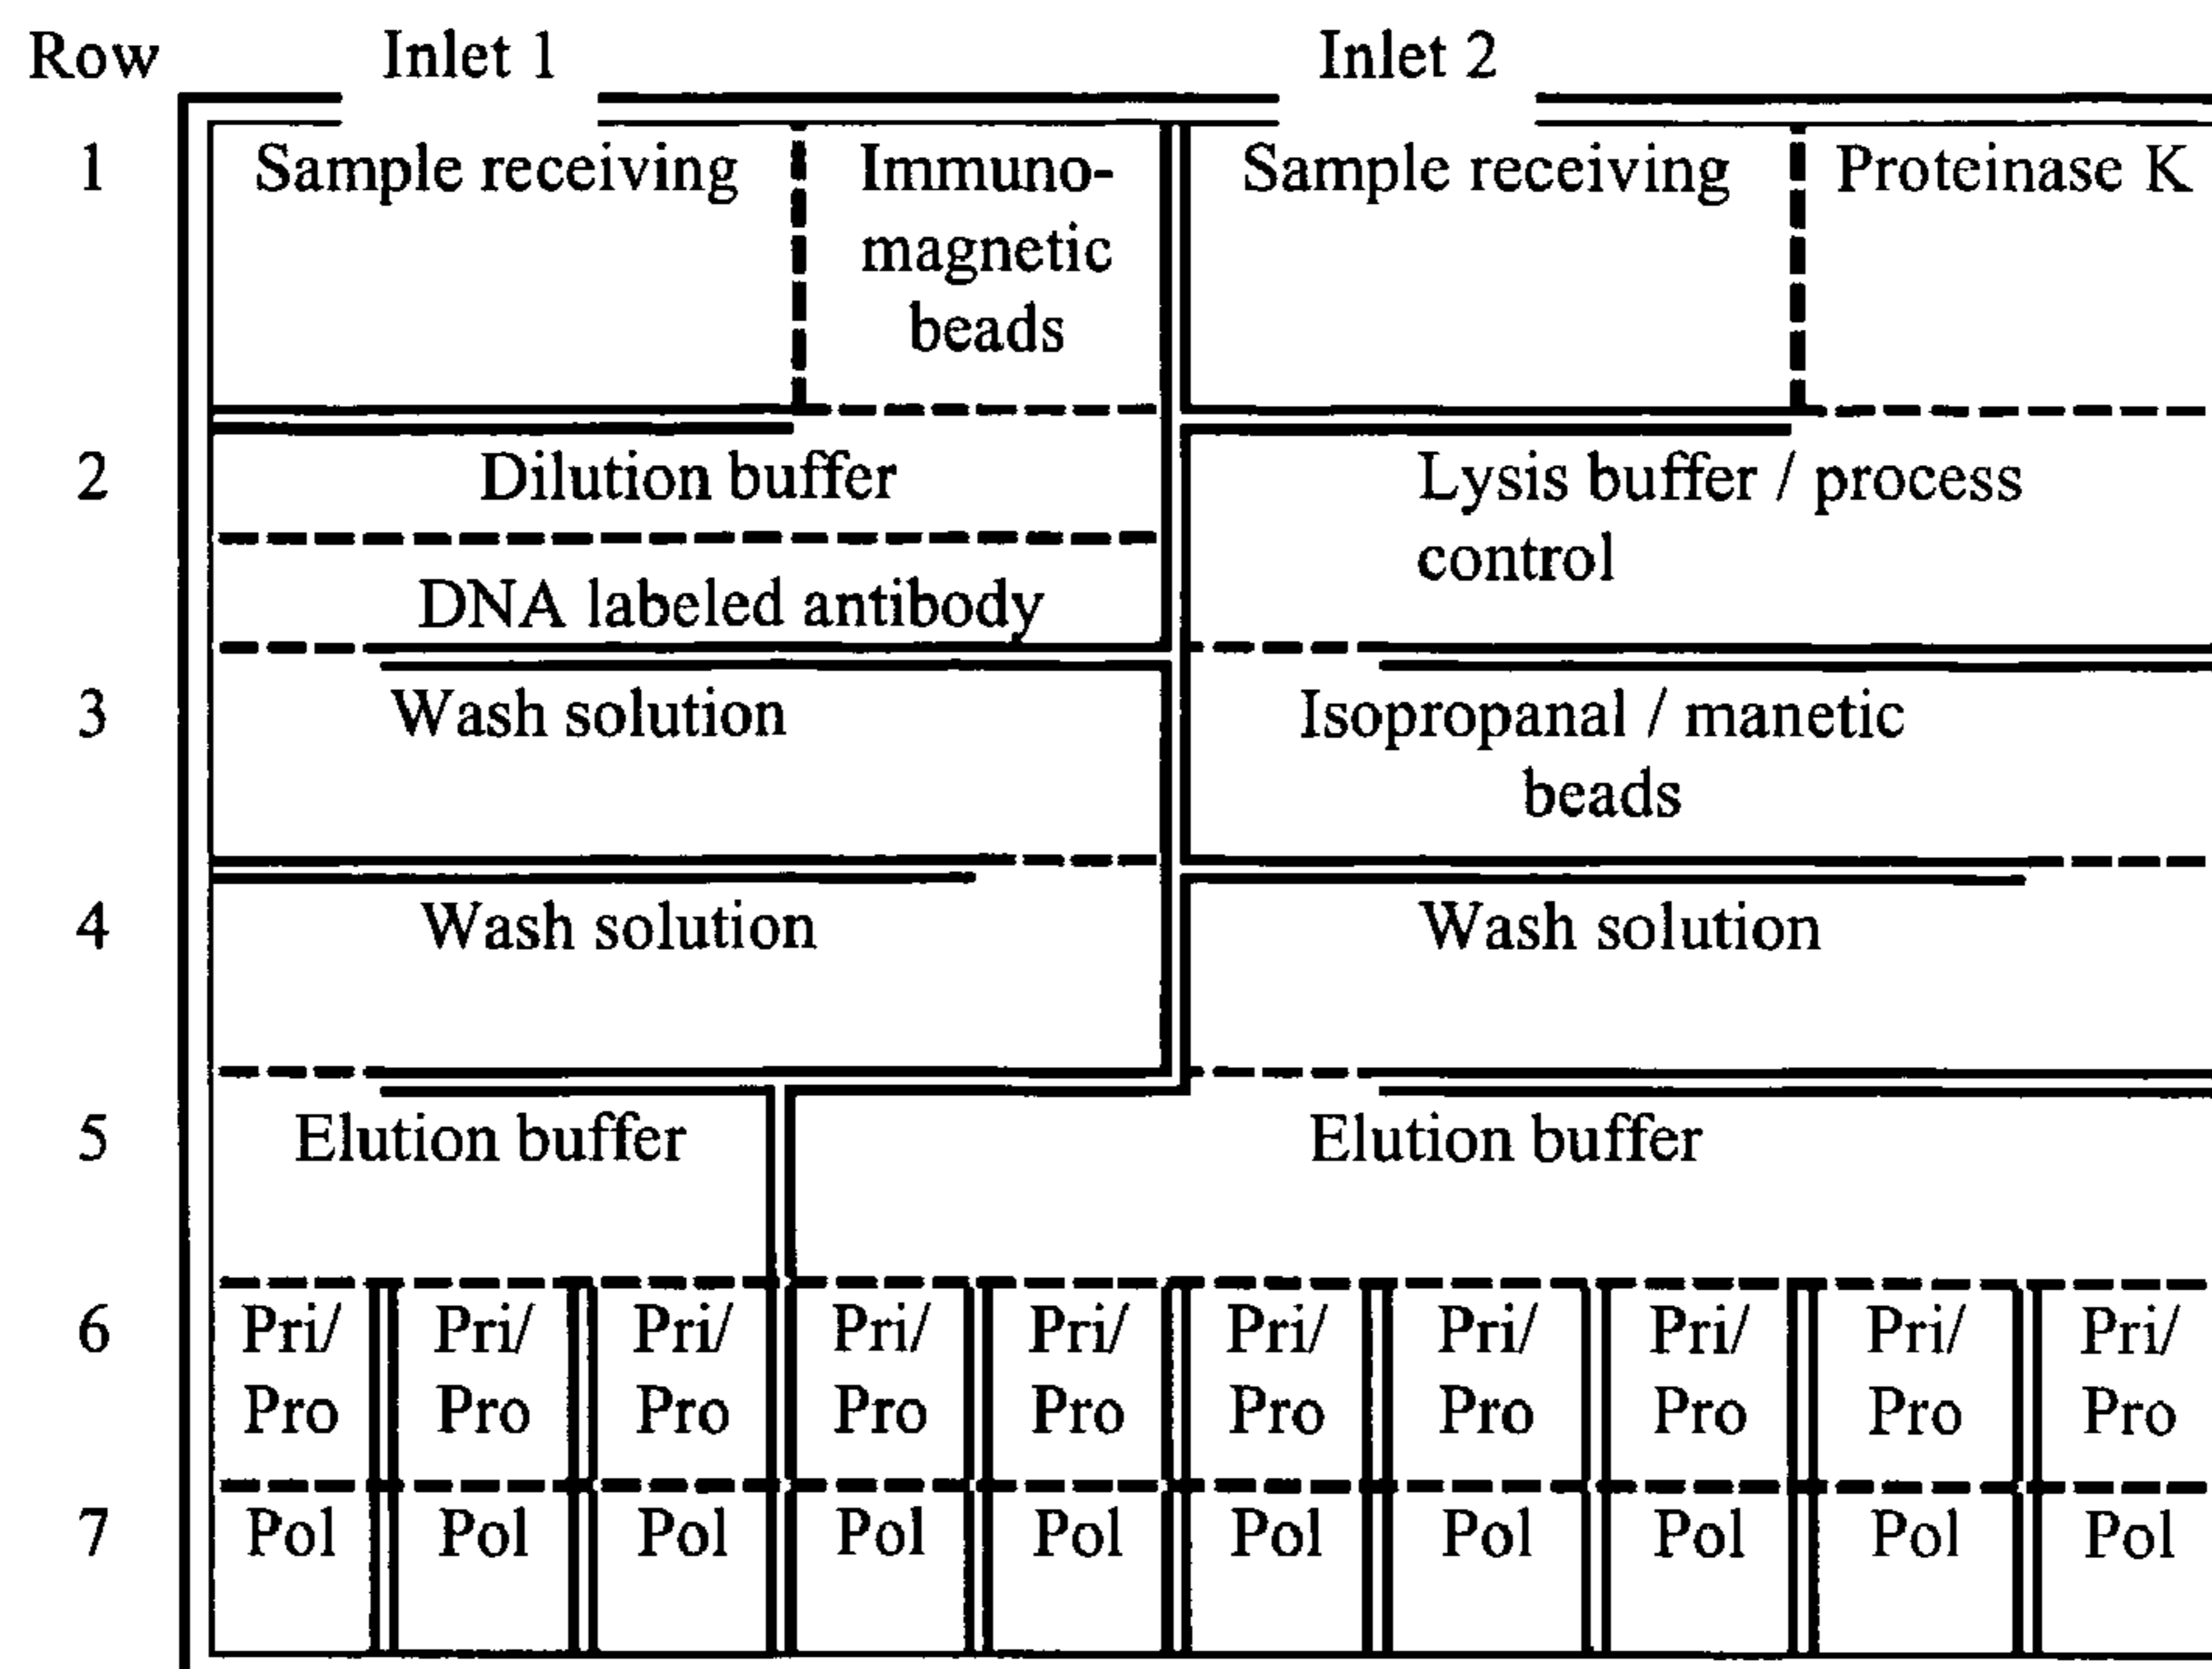 Row Inlet 1 Inlet 2
1 Sample receiving Immuno- Sample receiving Proteinase K
magnetic
beads
2 Dilution buffer Lysis buffer / process
control
DNA labeled antibody
3 Wash solution Isopropanal / manetic
beads
4 Wash solution Wash solution
5 Elution buffer Elution buffer
6 Pri/ Pri/ Pri/ Pri/ Pri/ Pri/ Pri/ Pri/ Pri/ Pri/
Pro Pro Pro Pro Pro Pro Pro Pro Pro Pro
7 Pol Pol Pol Pol Pol Pol Pol Pol Pol Pol